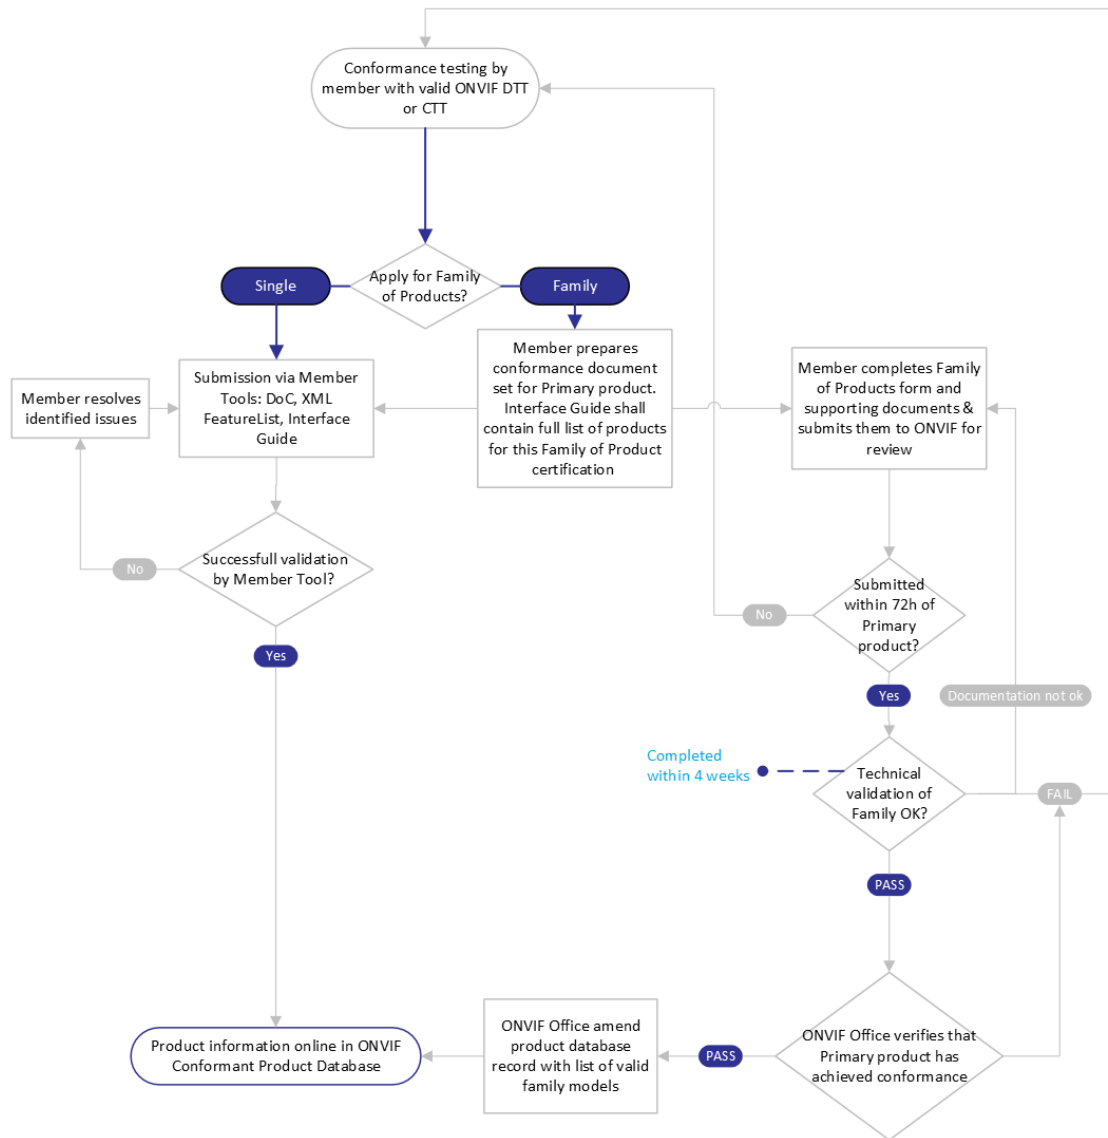 Conformance testing by
member with valid ONVIF DTT
or CTT
Apply for Family
of Products?
Single
Family
Member resolves
identified issues
Submission via Member
Tools: DoC, XML
FeatureList, Interface
Guide
Member prepares
conformance document
set for Primary product.
Interface Guide shall
contain full list of products
for this Family of Product
certification
Member completes Family
of Products form and
supporting documents &
submits them to ONVIF for
review
No
Successfull validation
by Member Tool?
Yes
No
Submitted
within 72h of
Primary
product?
Yes
Documentation not ok
Completed
within 4 weeks
Technical
validation of
Family OK?
FAIL
PASS
Product information online in ONVIF
Conformant Product Database
ONVIF Office amend
product database
record with list of valid
family models
PASS
ONVIF Office verifies that
Primary product has
achieved conformance